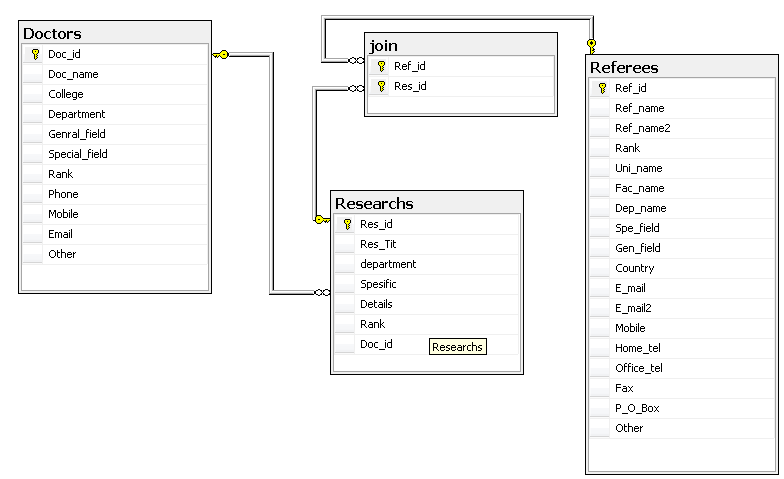 Doctors
Doc_id
Doc_name
College
Department
Genral_field
Special_field
Rank
Phone
Mobile
Email
Other
join
Ref_id
Res_id
Researchs
Res_id
Res_Tit
department
Spesific
Details
Rank
Doc_id
Researchs
Referees
Ref_id
Ref_name
Ref_name2
Rank
Uni_name
Fac_name
Dep_name
Spe_field
Gen_field
Country
E_mail
E_mail2
Mobile
Home_tel
Office_tel
Fax
P_O_Box
Other